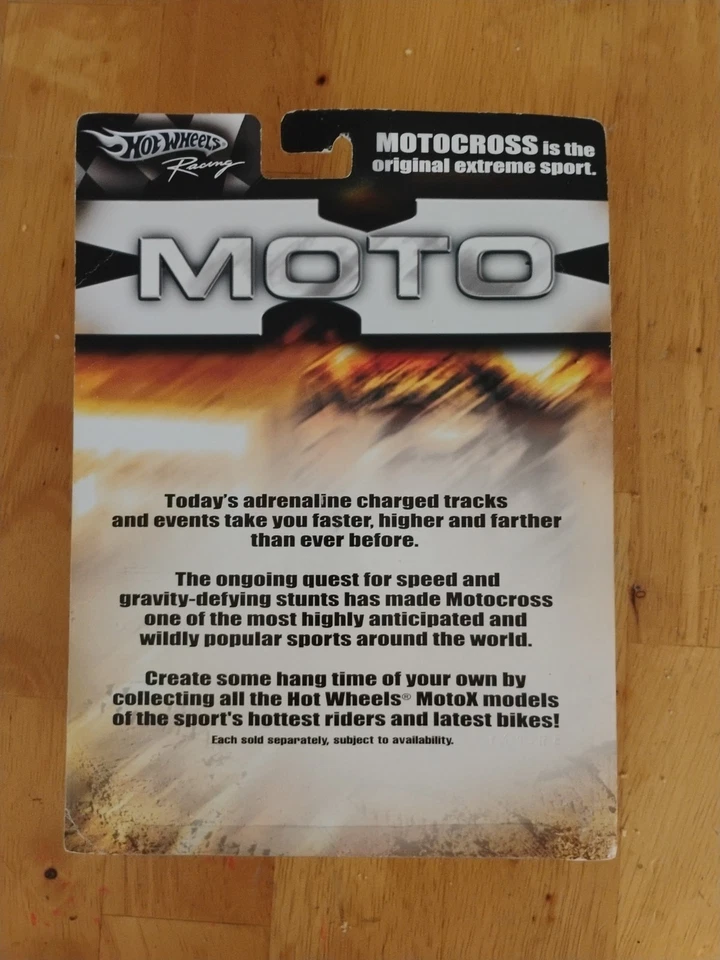 HOT WHEELS®
Racing
MOTOCROSS is the
original extreme sport.
MOTO
Today's adrenaline charged tracks
and events take you faster, higher and farther
than ever before.
The ongoing quest for speed and
gravity-defying stunts has made Motocross
one of the most highly anticipated and
wildly popular sports around the world.
Create some hang time of your own by
collecting all the Hot Wheels® MotoX models
of the sport's hottest riders and latest bikes!
Each sold separately, subject to availability.